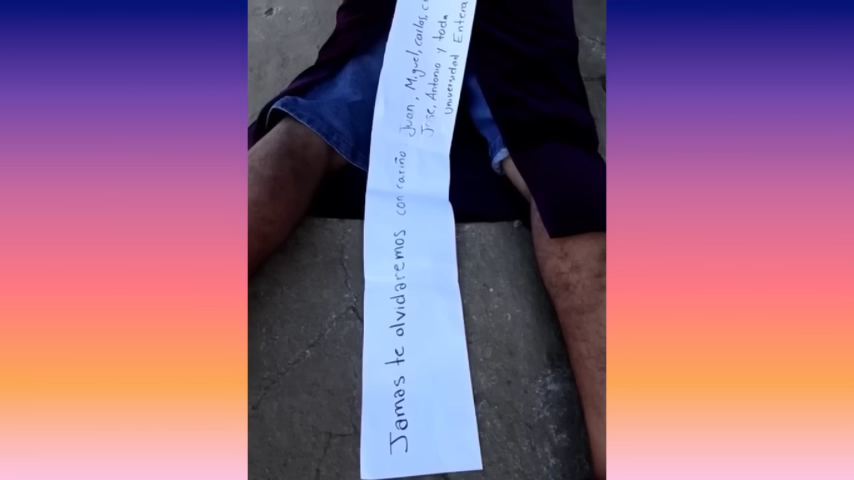 Jamas te olvidaremos con cariño Juan, Miguel, carlos,
Jose, Antonio y toda
Universidad Entera